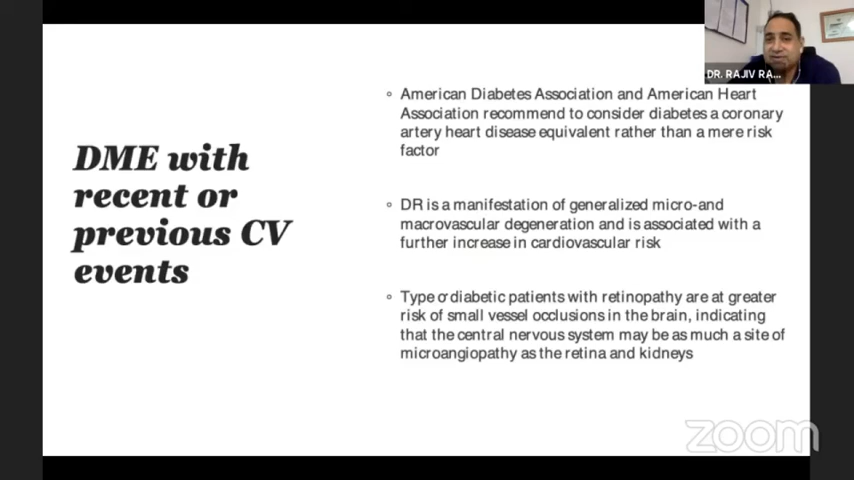 DR. RAJIV RA...
American Diabetes Association and American Heart
Association recommend to consider diabetes a coronary
artery heart disease equivalent rather than a mere risk
factor
DME with
recent or
previous CV
events
DR is a manifestation of generalized micro-and
macrovascular degeneration and is associated with a
further increase in cardiovascular risk
Type diabetic patients with retinopathy are at greater
risk of small vessel occlusions in the brain, indicating
that the central nervous system may be as much a site of
microangiopathy as the retina and kidneys
zoom